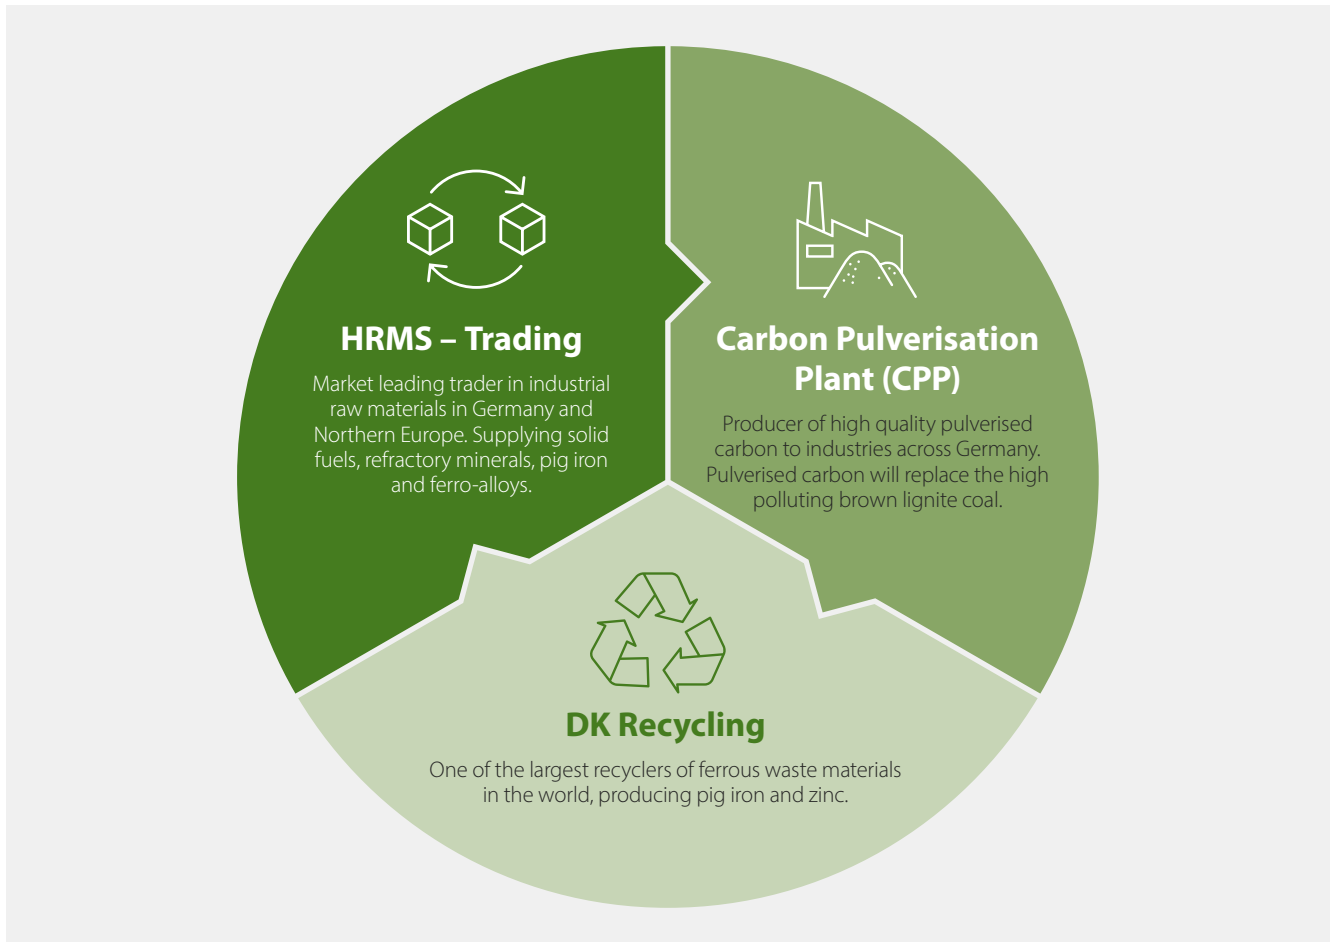 HRMS – Trading
Market leading trader in industrial
raw materials in Germany and
Northern Europe. Supplying solid
fuels, refractory minerals, pig iron
and ferro-alloys.
Carbon Pulverisation
Plant (CPP)
Producer of high quality pulverised
carbon to industries across Germany.
Pulverised carbon will replace the high
polluting brown lignite coal.
DK Recycling
One of the largest recyclers of ferrous waste materials
in the world, producing pig iron and zinc.